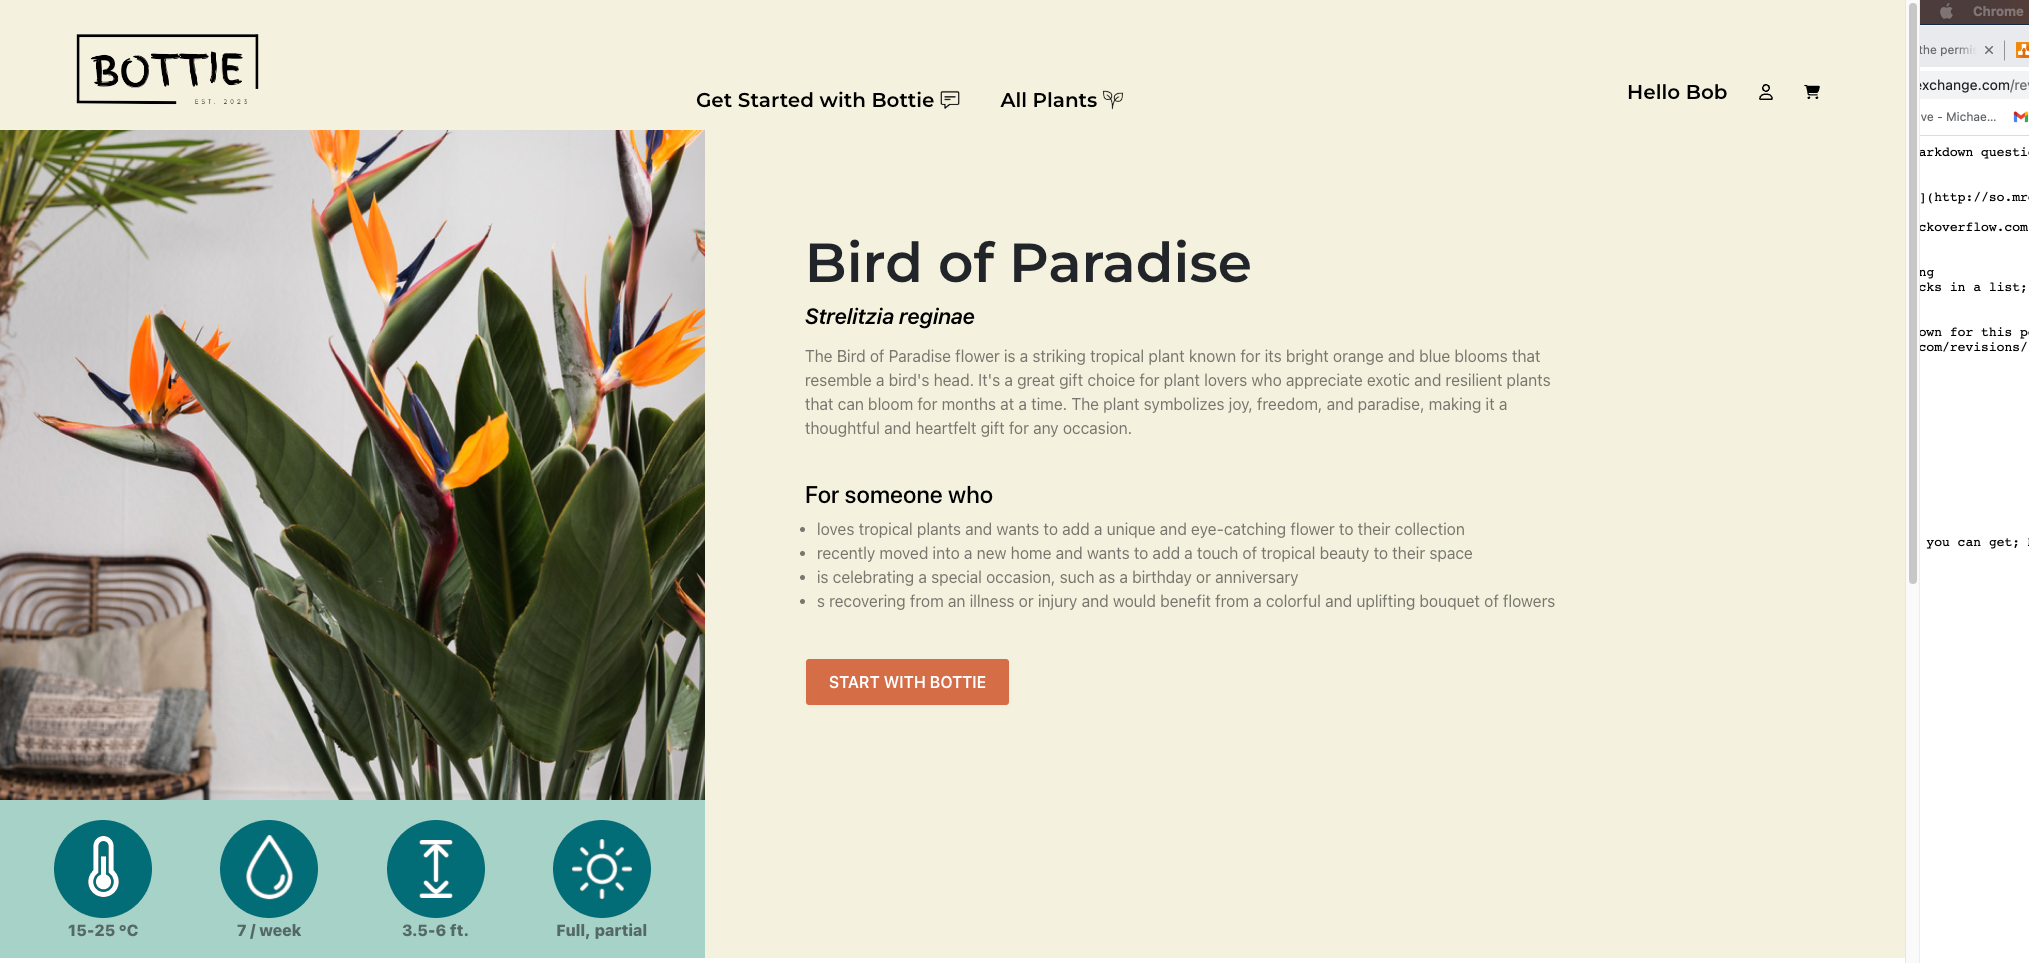 BOTTIE
EST. 2023
Get Started with Bottie
All Plants
Hello Bob
Bird of Paradise
Strelitzia reginae
The Bird of Paradise flower is a striking tropical plant known for its bright orange and blue blooms that
resemble a bird's head. It's a great gift choice for plant lovers who appreciate exotic and resilient plants
that can bloom for months at a time. The plant symbolizes joy, freedom, and paradise, making it a
thoughtful and heartfelt gift for any occasion.
For someone who
• loves tropical plants and wants to add a unique and eye-catching flower to their collection
• recently moved into a new home and wants to add a touch of tropical beauty to their space
• is celebrating a special occasion, such as a birthday or anniversary
• s recovering from an illness or injury and would benefit from a colorful and uplifting bouquet of flowers
START WITH BOTTIE
15-25 °C
7 / week
3.5-6 ft.
Full, partial
Chrome
the permis
exchange.com/re
ve - Michae...
arkdown questi
](http://so.mr
ckoverflow.com
ng
cks in a list;
own for this p
com/revisions/
you can get;